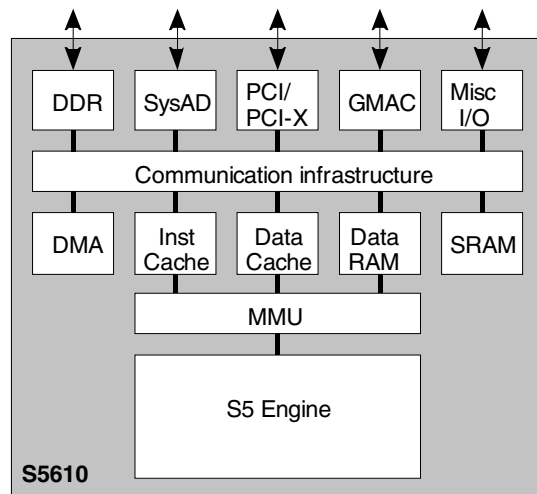 DDR
SysAD
PCI/
PCI-X
GMAC
Misc
I/O
Communication infrastructure
DMA
Inst
Cache
Data
Cache
Data
RAM
SRAM
MMU
S5 Engine
S5610